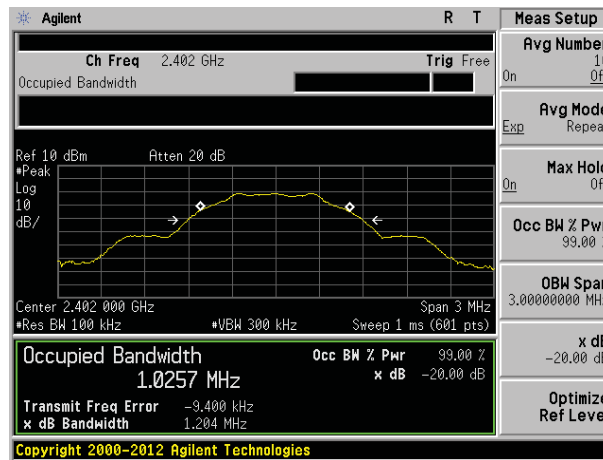 Agilent R T Meas Setup
Avg Number
On
Ch Freq 2.402 GHz Trig Free
Occupied Bandwidth
Avg Mode
Exp
Ref 10 dBm Atten 20 dB
#Peak
Log
10
dB/
Max Hold
On
Occ BW % Pwr
99.00
OBW Span
3.00000000
Center 2.402 000 GHz Span 3 MHz
#Res BW 100 kHz #VBW 300 kHz Sweep 1 ms (601 pts)
Occupied Bandwidth Occ BW % Pwr 99.00 %
1.0257 MHz x dB -20.00 dB
Transmit Freq Error -9.400 kHz
x dB Bandwidth 1.204 MHz
x dB
-20.00
Optimize
Ref Level
Copyright 2000-2012 Agilent Technologies